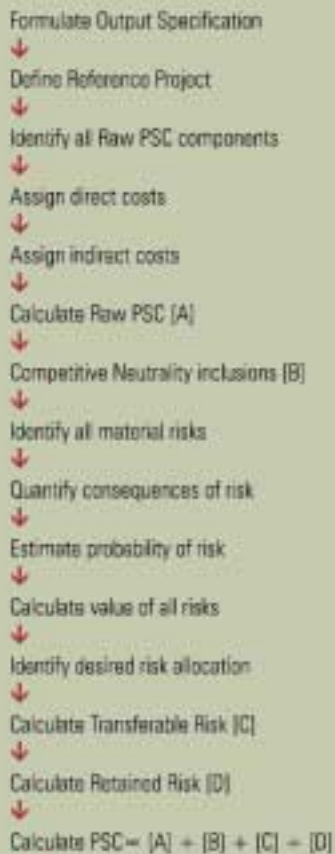 Formulate Output Specification
↓
Define Reference Project
↓
Identify all Raw PSC components
↓
Assign direct costs
↓
Assign indirect costs
↓
Calculate Raw PSC [A]
↓
Competitive Neutrality inclusions [B]
↓
Identify all material risks
↓
Quantify consequences of risk
↓
Estimate probability of risk
↓
Calculate value of all risks
↓
Identify desired risk allocation
↓
Calculate Transferable Risk [C]
↓
Calculate Retained Risk [D]
↓
Calculate PSC= [A] + [B] + [C] + [D]